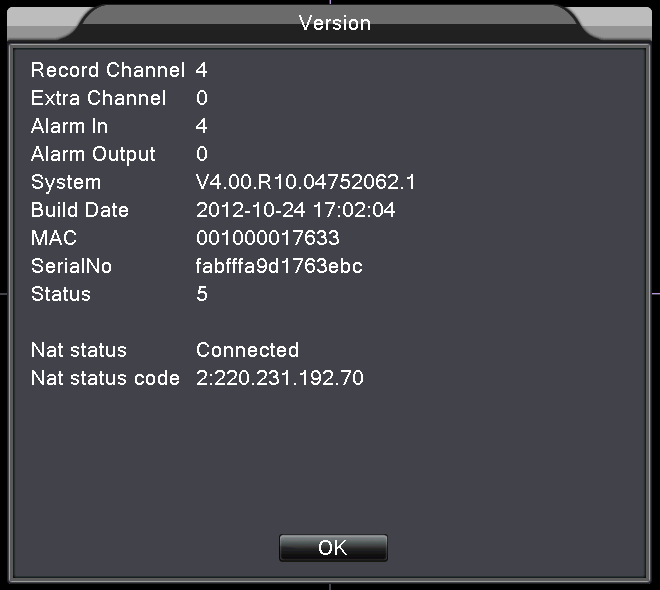 Version
Record Channel 4
Extra Channel 0
Alarm In 4
Alarm Output 0
System V4.00.R10.04752062.1
Build Date 2012-10-24 17:02:04
MAC 001000017633
SerialNo fabfffa9d1763ebc
Status 5
Nat status Connected
Nat status code 2:220.231.192.70
OK